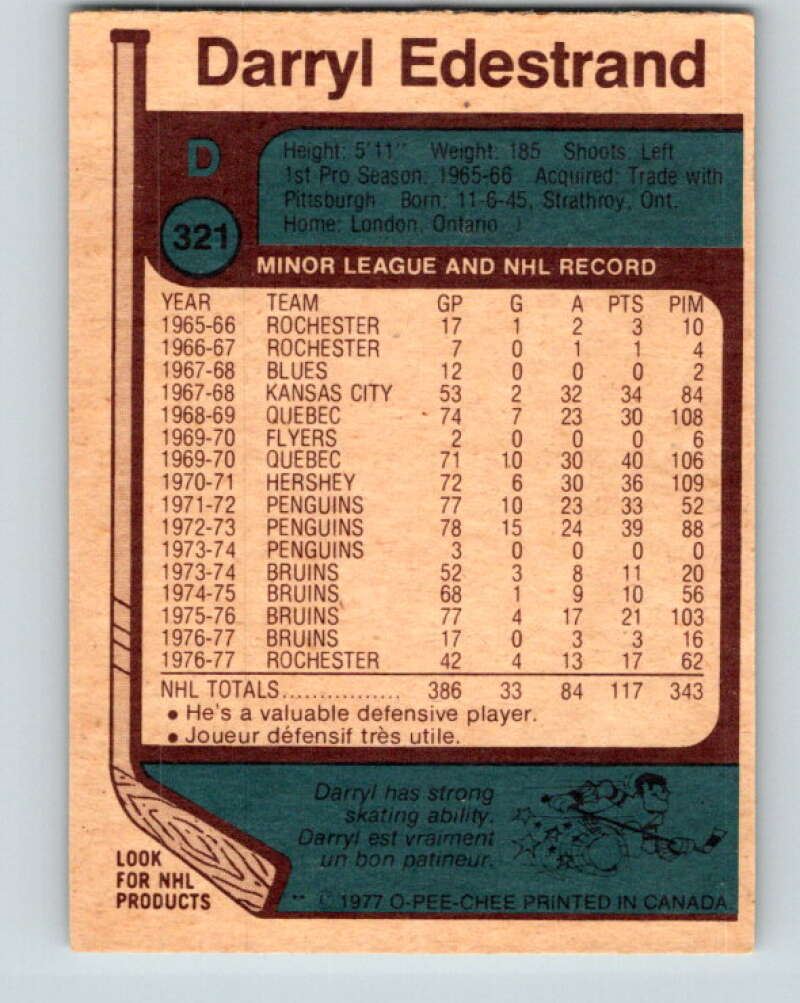 Darryl Edestrand
D
321
Height: 5'11" Weight: 185 Shoots: Left
1st Pro Season: 1965-66 Acquired: Trade with
Pittsburgh Born: 11-6-45, Strathroy, Ont.
Home: London, Ontario
MINOR LEAGUE AND NHL RECORD
YEAR TEAM GP G A PTS PIM
1965-66 ROCHESTER 17 1 2 3 10
1966-67 ROCHESTER 7 0 1 1 4
1967-68 BLUES 12 0 0 0 2
1967-68 KANSAS CITY 53 2 32 34 84
1968-69 QUEBEC 74 7 23 30 108
1969-70 FLYERS 2 0 0 0 6
1969-70 QUEBEC 71 10 30 40 106
1970-71 HERSHEY 72 6 30 36 109
1971-72 PENGUINS 77 10 23 33 52
1972-73 PENGUINS 78 15 24 39 88
1973-74 PENGUINS 3 0 0 0 0
1973-74 BRUINS 52 3 8 11 20
1974-75 BRUINS 68 1 9 10 56
1975-76 BRUINS 77 4 17 21 103
1976-77 BRUINS 17 0 3 3 16
1976-77 ROCHESTER 42 4 13 17 62
NHL TOTALS................ 386 33 84 117 343
• He's a valuable defensive player.
• Joueur défensif très utile.
Darryl has strong
skating ability.
Darryl est vraiment
un bon patineur.
LOOK
FOR NHL
PRODUCTS
** © 1977 O-PEE-CHEE PRINTED IN CANADA